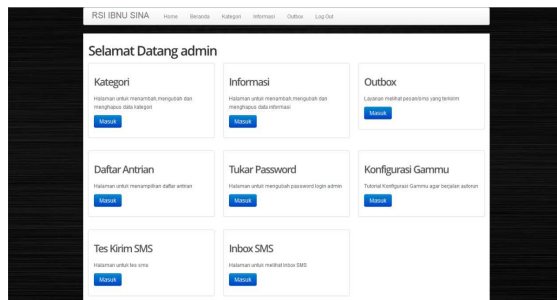 RSI IBNU SINA Home Beranda Kategori Informasi Outbox Log Out
Selamat Datang admin
Kategori
Halaman untuk menambah,mengubah dan
menghapus data kategori
Masuk
Informasi
Halaman untuk menambah,mengubah dan
menghapus data informasi
Masuk
Outbox
Layanan melihat pesan/sms yang terkirim
Masuk
Daftar Antrian
Halaman untuk menampilkan daftar antrian
Masuk
Tukar Password
Halaman untuk mengubah password login admin
Masuk
Konfigurasi Gammu
Tutorial Konfigurasi Gammu agar berjalan autorun
Masuk
Tes Kirim SMS
Halaman untuk tes sms
Masuk
Inbox SMS
Halaman untuk melihat Inbox SMS
Masuk